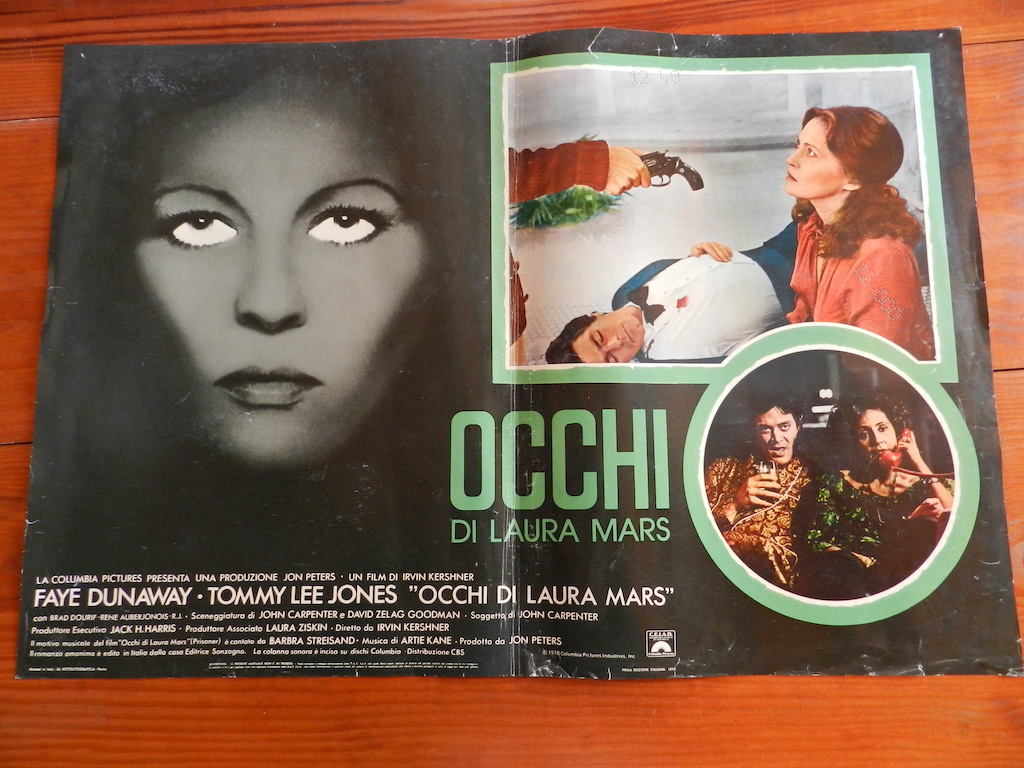 12 40
OCCHI
DI LAURA MARS
LA COLUMBIA PICTURES PRESENTA UNA PRODUZIONE JON PETERS · UN FILM DI IRVIN KERSHNER
FAYE DUNAWAY · TOMMY LEE JONES "OCCHI DI LAURA MARS"
con BRAD DOURIF · RENE AUBERJONOIS · R.J. · Sceneggiatura di JOHN CARPENTER e DAVID ZELAG GOODMAN · Soggetto di JOHN CARPENTER
Produttore Esecutivo JACK H. HARRIS · Produttore Associato LAURA ZISKIN · Diretto da IRVIN KERSHNER
Il motivo musicale del film "Occhi di Laura Mars" (Prisoner) è cantato da BARBRA STREISAND · Musica di ARTIE KANE · Prodotto da JON PETERS
Il romanzo omonimo è edito in Italia dalla casa Editrice Sonzogno. La colonna sonora è incisa su dischi Columbia · Distribuzione CBS
© 1978 Columbia Pictures Industries, Inc
C.E.I.A.D.
PRIMA EDIZIONE ITALIANA